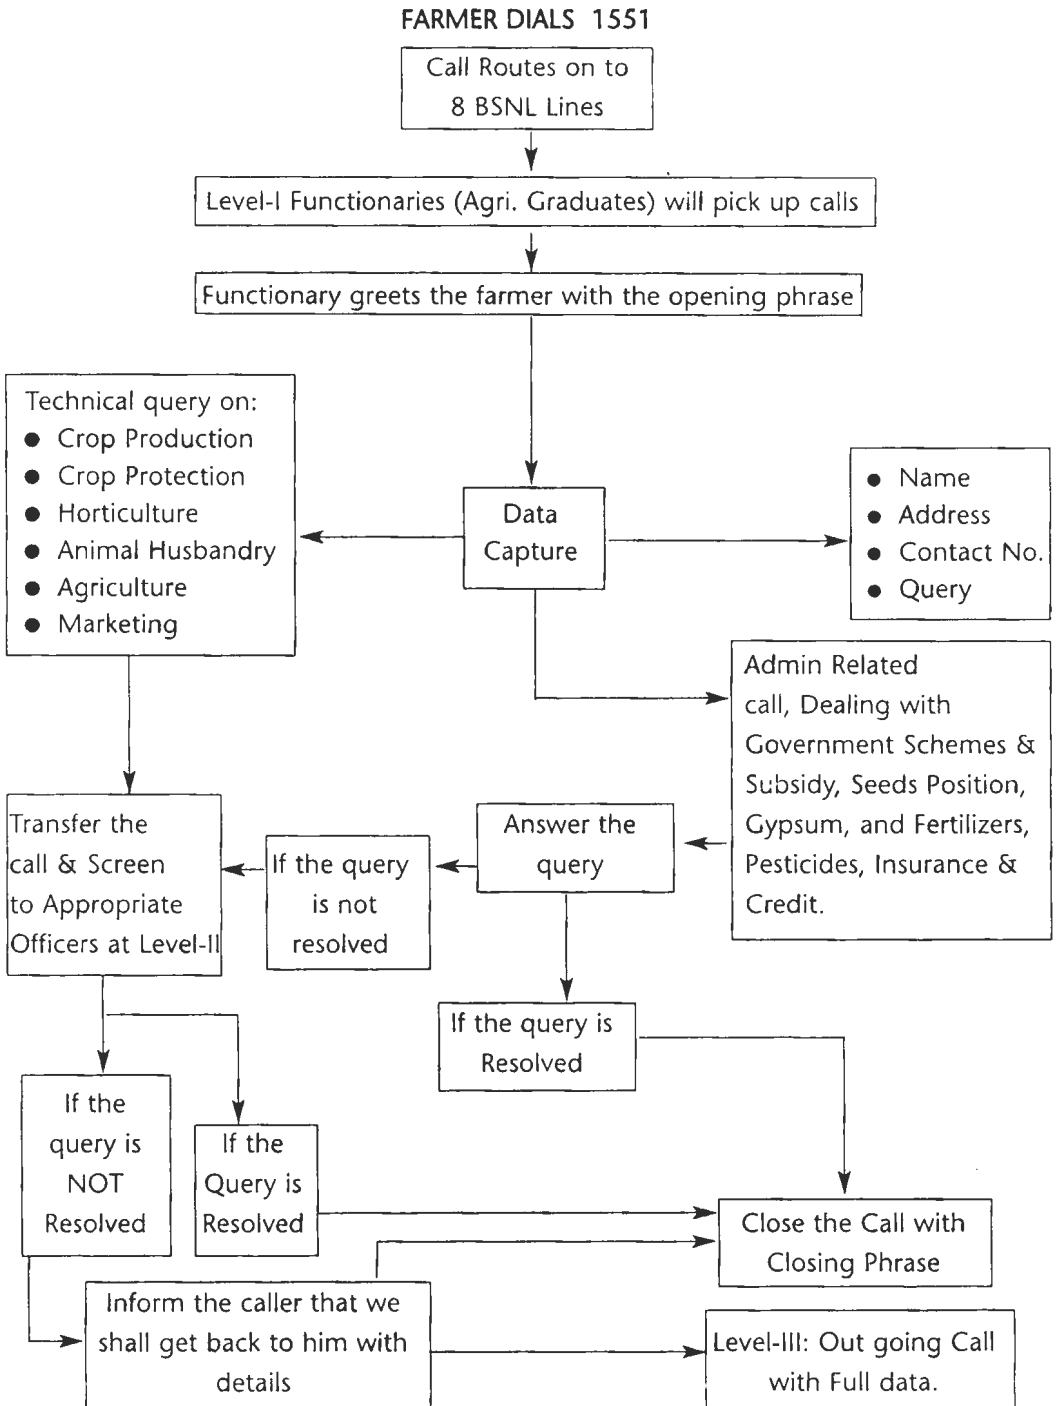 FARMER DIALS 1551
Call Routes on to
8 BSNL Lines
Level-I Functionaries (Agri. Graduates) will pick up calls
Functionary greets the farmer with the opening phrase
Technical query on:
● Crop Production
● Crop Protection
● Horticulture
● Animal Husbandry
● Agriculture
● Marketing
Data
Capture
● Name
● Address
● Contact No.
● Query
Admin Related
call, Dealing with
Government Schemes &
Subsidy, Seeds Position,
Gypsum, and Fertilizers,
Pesticides, Insurance &
Credit.
Answer the
query
If the query
is not
resolved
Transfer the
call & Screen
to Appropriate
Officers at Level-II
If the query is
Resolved
If the
query is
NOT
Resolved
If the
Query is
Resolved
Close the Call with
Closing Phrase
Inform the caller that we
shall get back to him with
details
Level-III: Out going Call
with Full data.